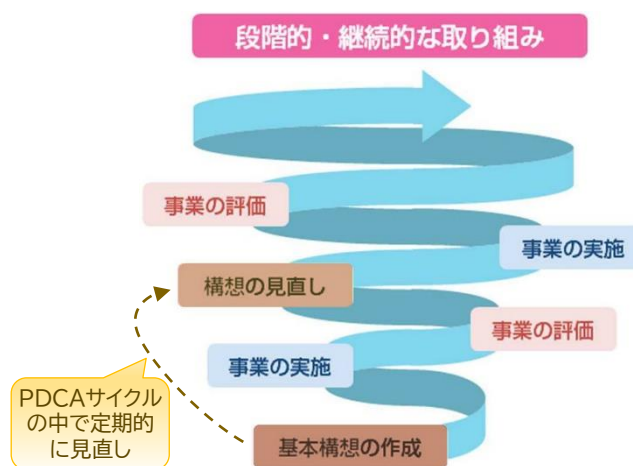 段階的・継続的な取り組み
事業の評価
事業の実施
構想の見直し
事業の評価
事業の実施
PDCAサイクル
の中で定期的
に見直し
基本構想の作成